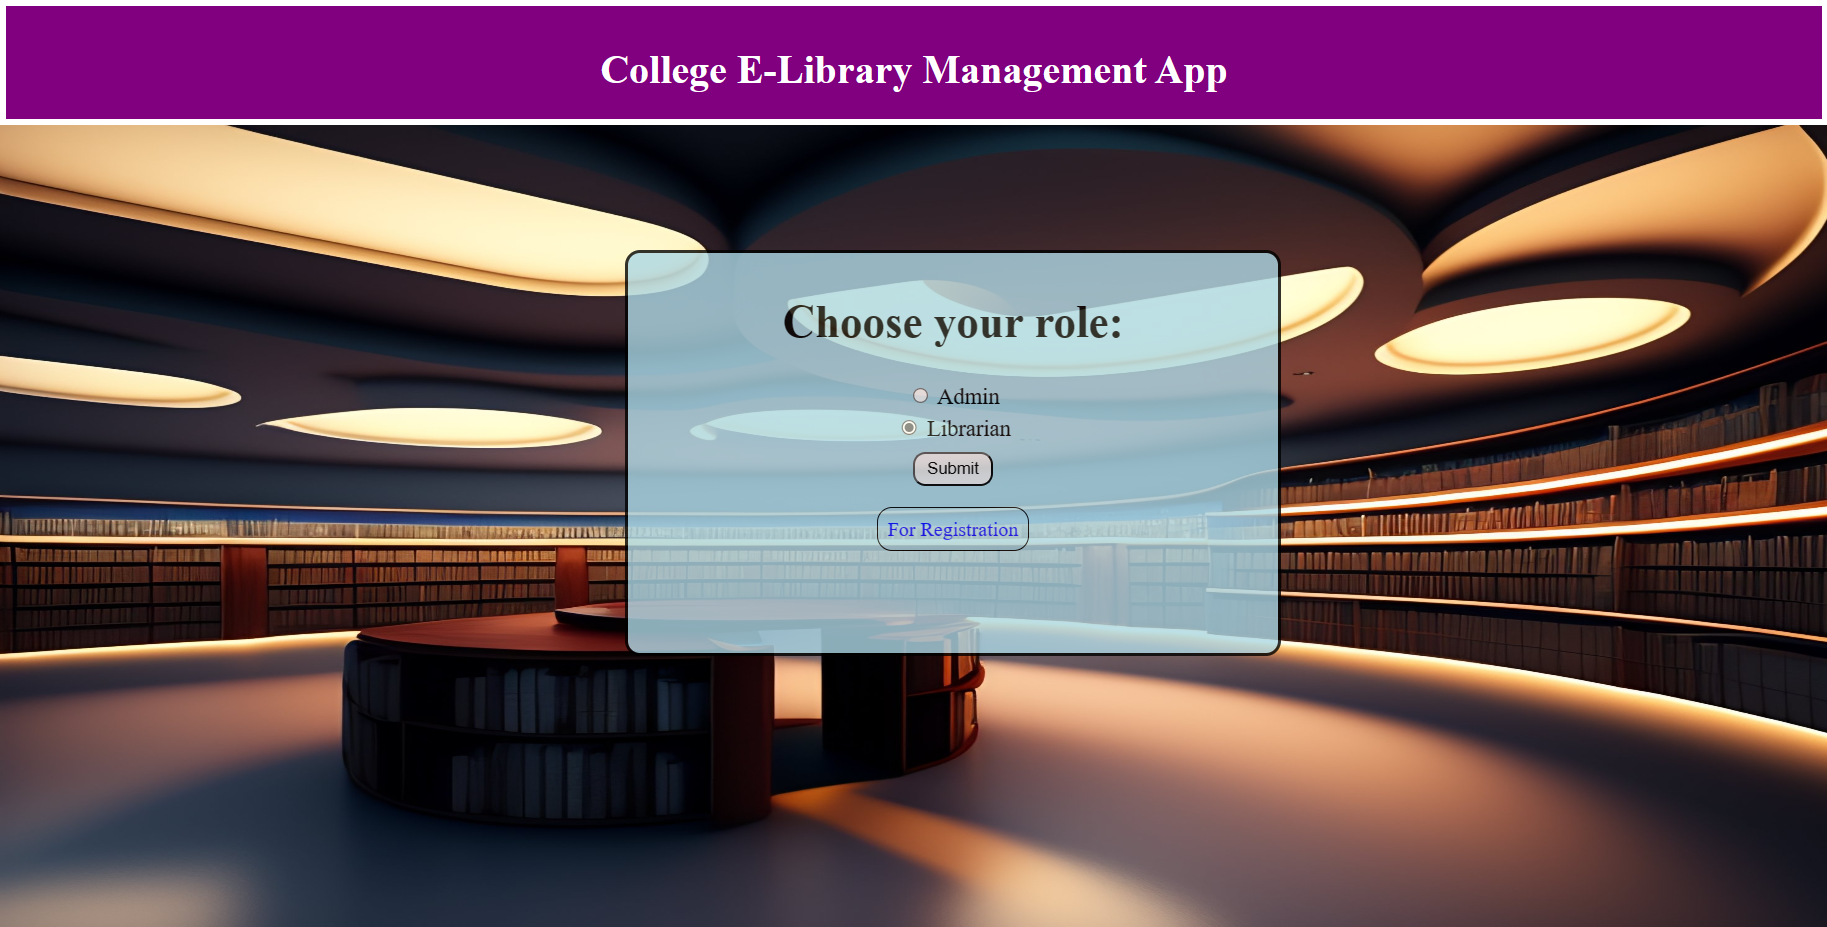 College E-Library Management App
Choose your role:
Admin
Librarian
Submit
For Registration